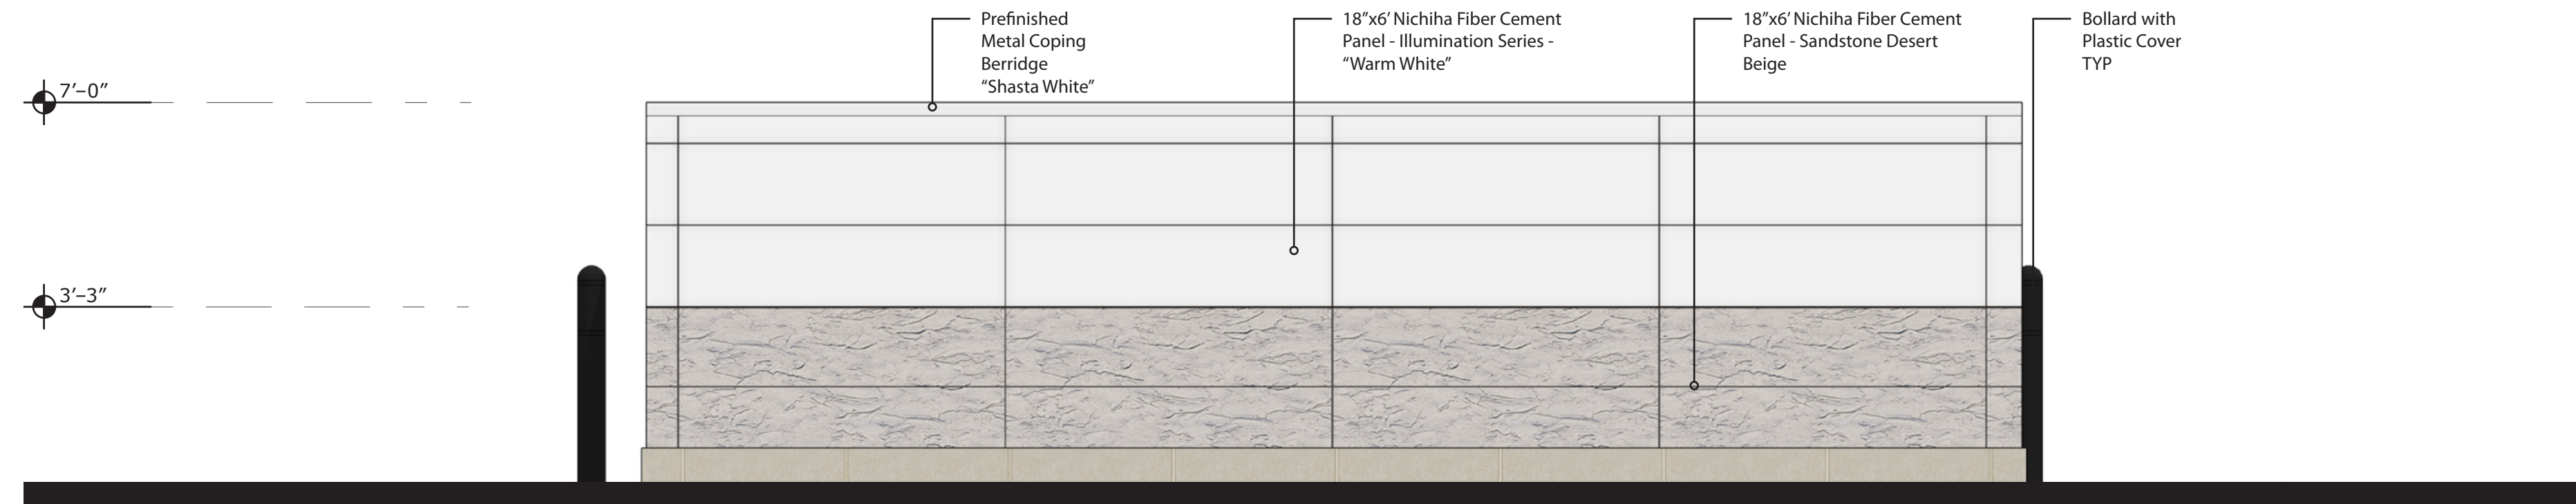 Prefinished
Metal Coping
Berridge
“Shasta White”
18”x6’ Nichiha Fiber Cement
Panel - Illumination Series -
“Warm White”
18”x6’ Nichiha Fiber Cement
Panel - Sandstone Desert
Beige
Bollard with
Plastic Cover
TYP
7’–0”
3’–3”